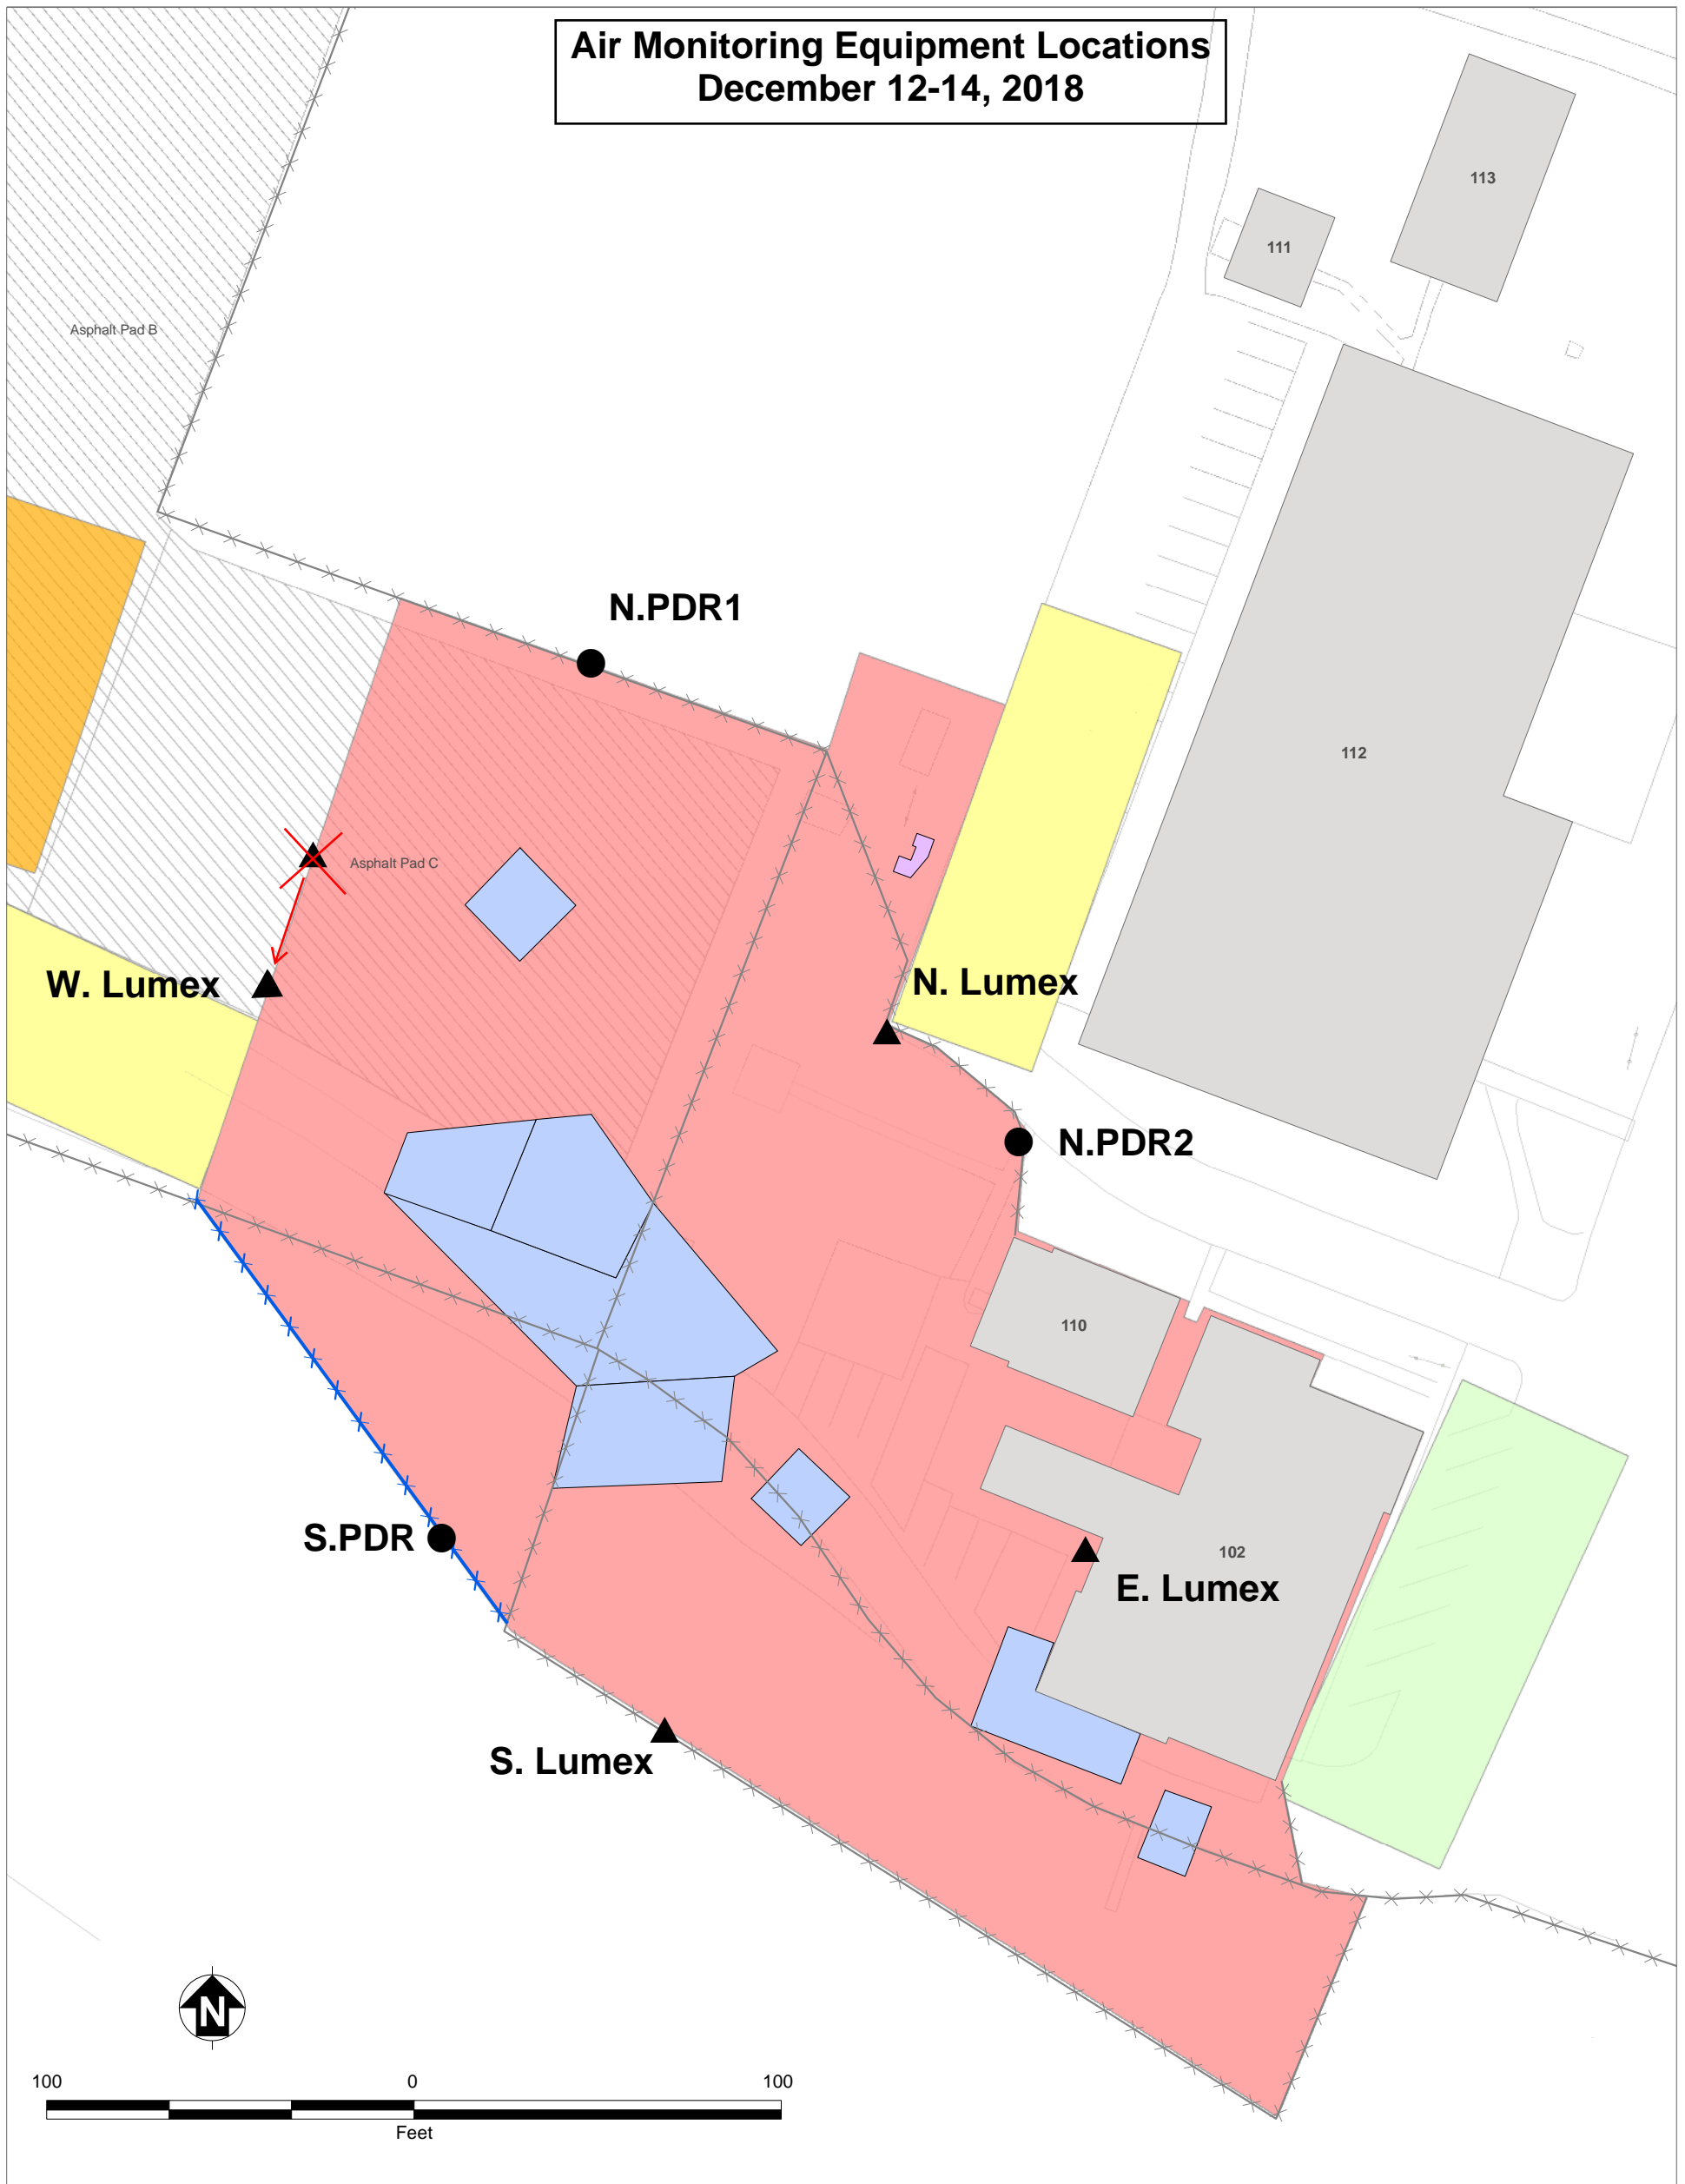 Air Monitoring Equipment Locations
December 12-14, 2018
113
111
Asphalt Pad B
N.PDR1
112
Asphalt Pad C
W. Lumex
N. Lumex
N.PDR2
110
S.PDR
102
E. Lumex
S. Lumex
N
100 0 100
Feet